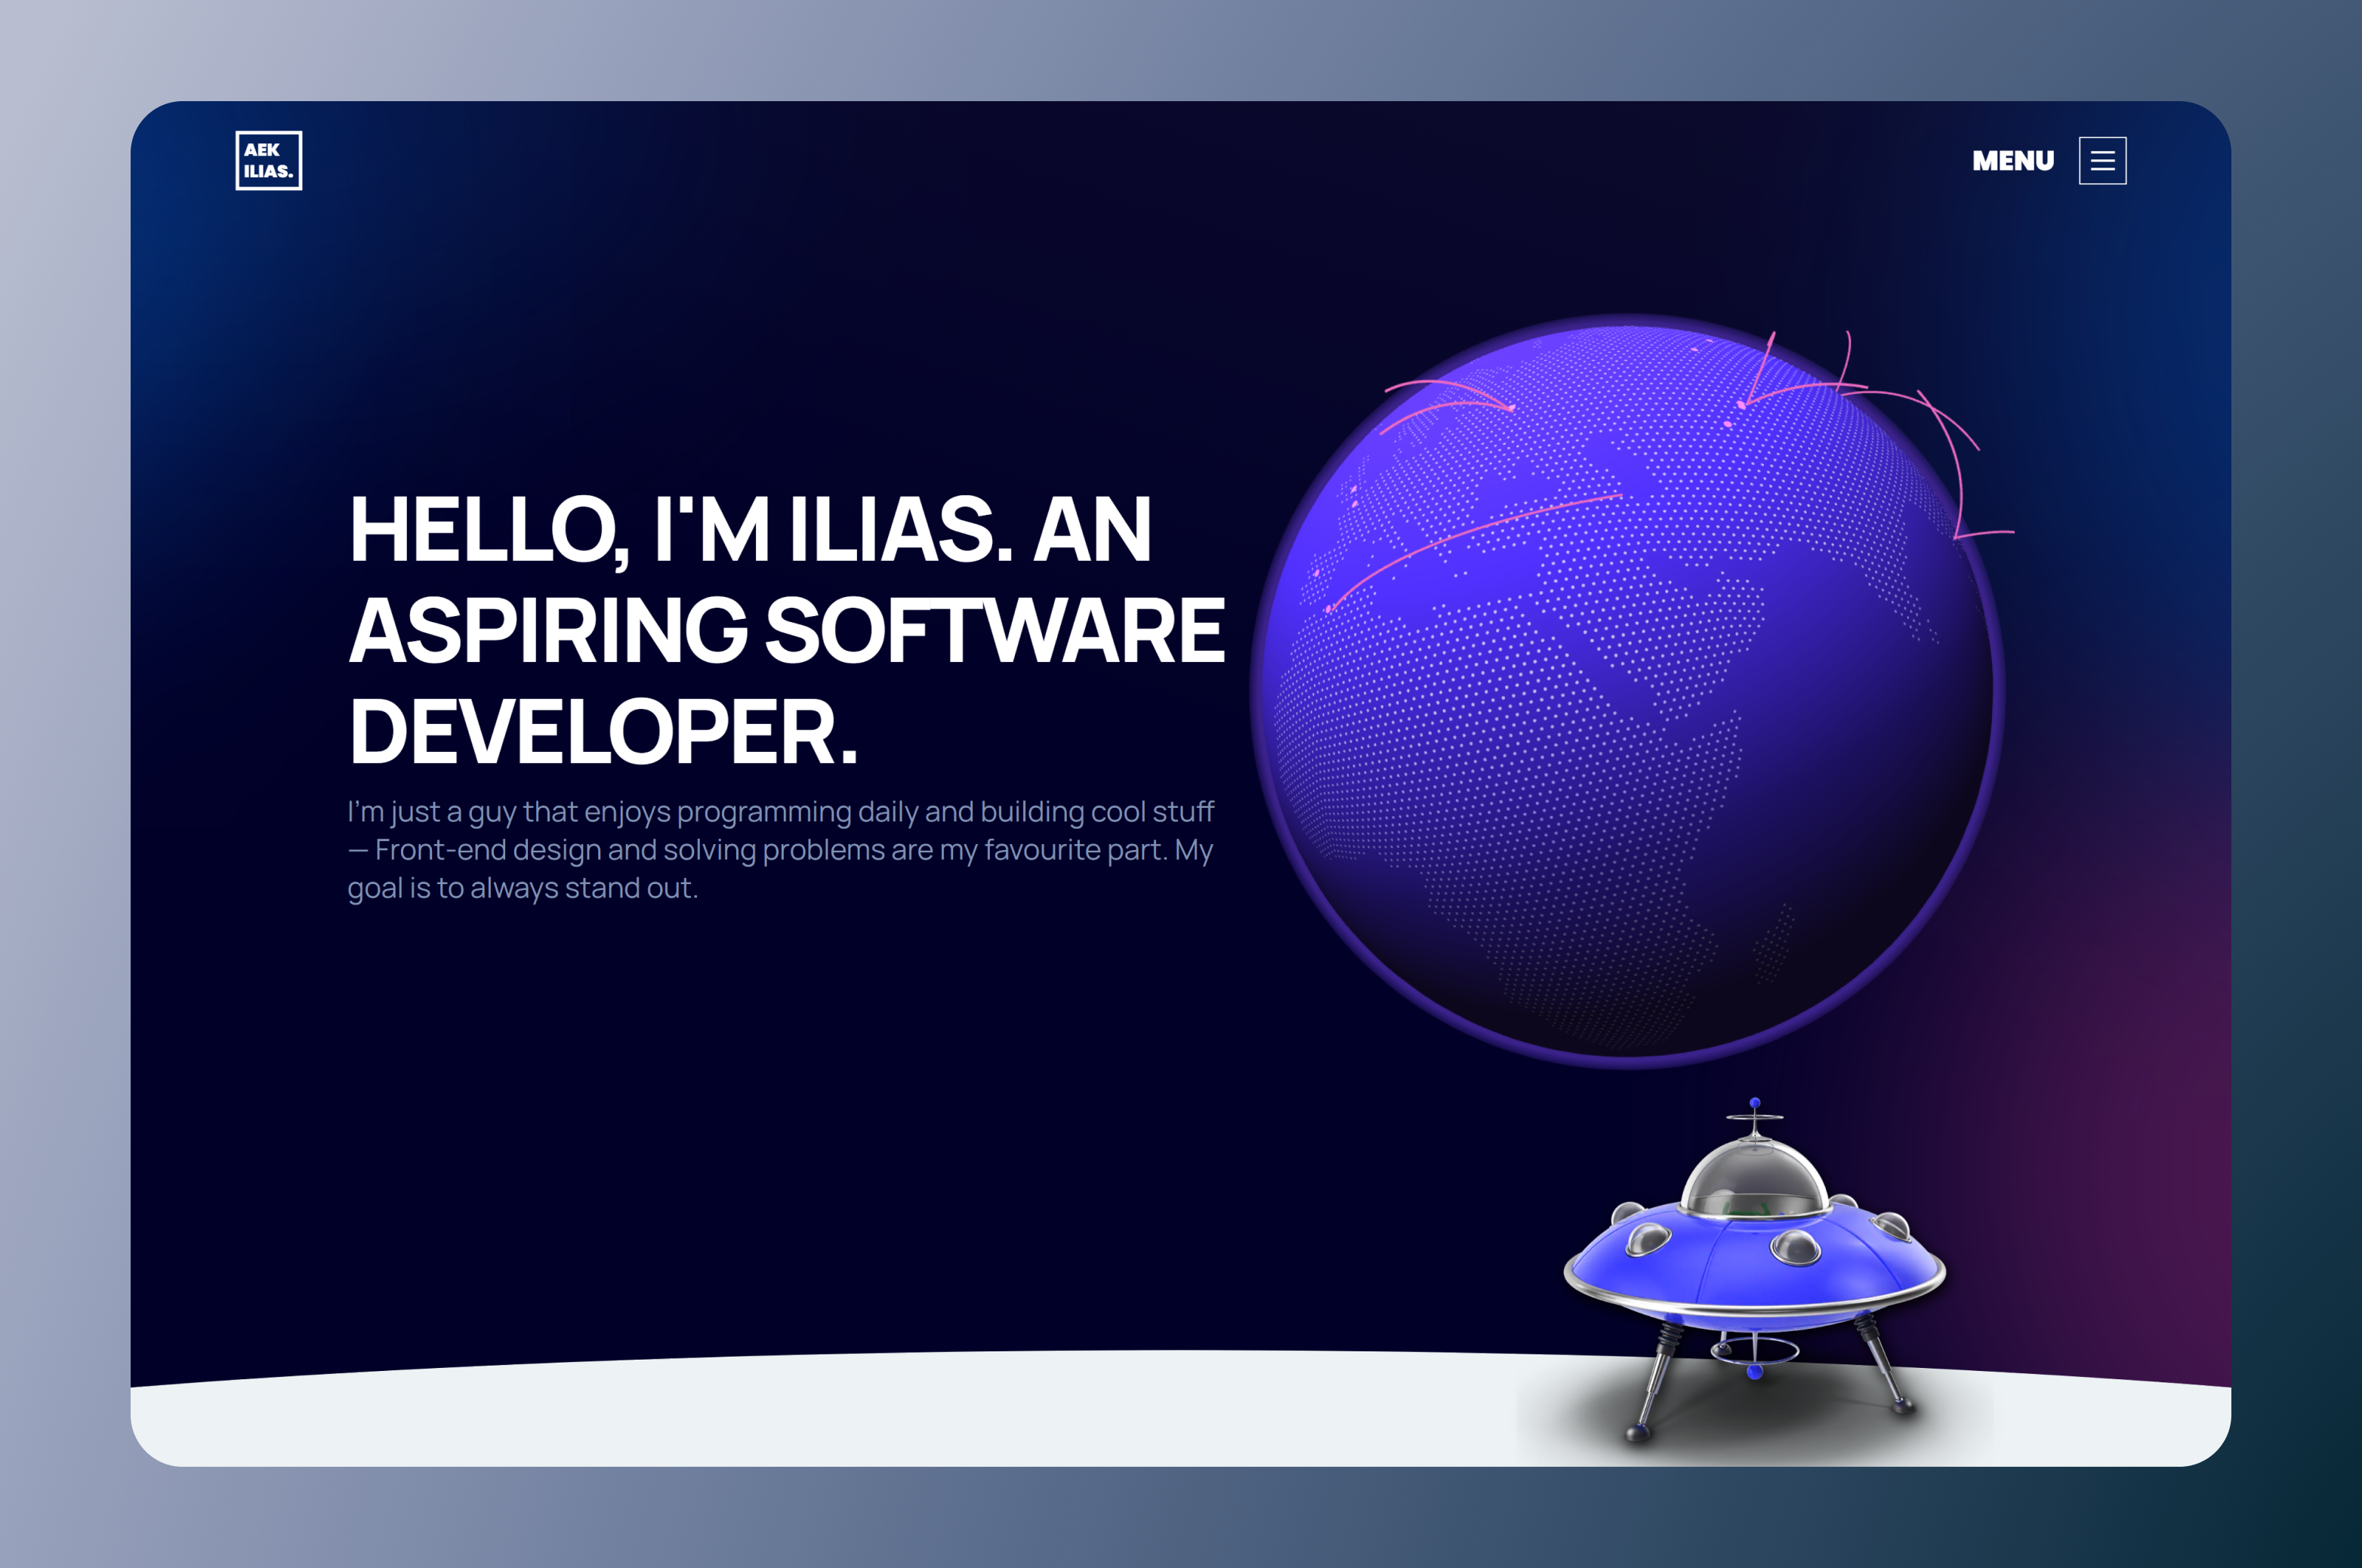 AEK
ILIAS.
MENU
HELLO, I'M ILIAS. AN
ASPIRING SOFTWARE
DEVELOPER.
I'm just a guy that enjoys programming daily and building cool stuff
— Front-end design and solving problems are my favourite part. My
goal is to always stand out.